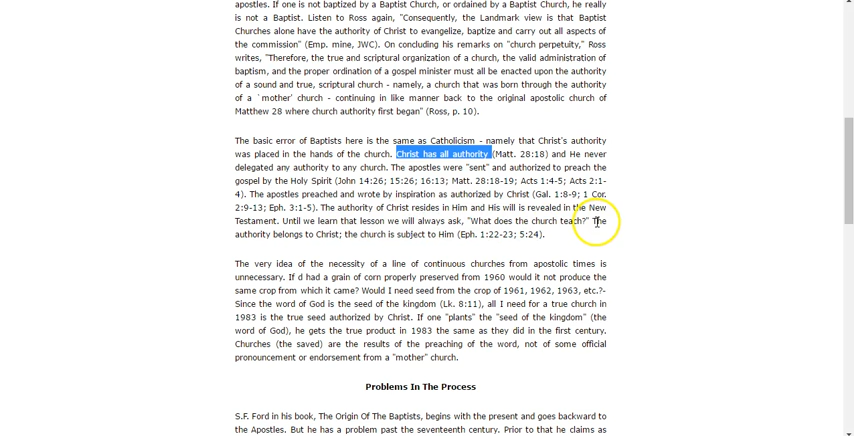 apostles. If one is not baptized by a Baptist Church, or ordained by a Baptist Church, he really
is not a Baptist. Listen to Ross again, "Consequently, the Landmark view is that Baptist
Churches alone have the authority of Christ to evangelize, baptize and carry out all aspects of
the commission" (Emp. mine, JWC). On concluding his remarks on "church perpetuity," Ross
writes, "Therefore, the true and scriptural organization of a church, the valid administration of
baptism, and the proper ordination of a gospel minister must all be enacted upon the authority
of a sound and true, scriptural church - namely, a church that was born through the authority
of a `mother' church - continuing in like manner back to the original apostolic church of
Matthew 28 where church authority first began" (Ross, p. 10).
The basic error of Baptists here is the same as Catholicism - namely that Christ's authority
was placed in the hands of the church. Christ has all authority (Matt. 28:18) and He never
delegated any authority to any church. The apostles were "sent" and authorized to preach the
gospel by the Holy Spirit (John 14:26; 15:26; 16:13; Matt. 28:18-19; Acts 1:4-5; Acts 2:1-
4). The apostles preached and wrote by inspiration as authorized by Christ (Gal. 1:8-9; 1 Cor.
2:9-13; Eph. 3:1-5). The authority of Christ resides in Him and His will is revealed in the New
Testament. Until we learn that lesson we will always ask, "What does the church teach?" The
authority belongs to Christ; the church is subject to Him (Eph. 1:22-23; 5:24).
The very idea of the necessity of a line of continuous churches from apostolic times is
unnecessary. If d had a grain of corn properly preserved from 1960 would it not produce the
same crop from which it came? Would I need seed from the crop of 1961, 1962, 1963, etc.?-
Since the word of God is the seed of the kingdom (Lk. 8:11), all I need for a true church in
1983 is the true seed authorized by Christ. If one "plants" the "seed of the kingdom" (the
word of God), he gets the true product in 1983 the same as they did in the first century.
Churches (the saved) are the results of the preaching of the word, not of some official
pronouncement or endorsement from a "mother" church.
Problems In The Process
S.F. Ford in his book, The Origin Of The Baptists, begins with the present and goes backward to
the Apostles. But he has a problem past the seventeenth century. Prior to that he claims as